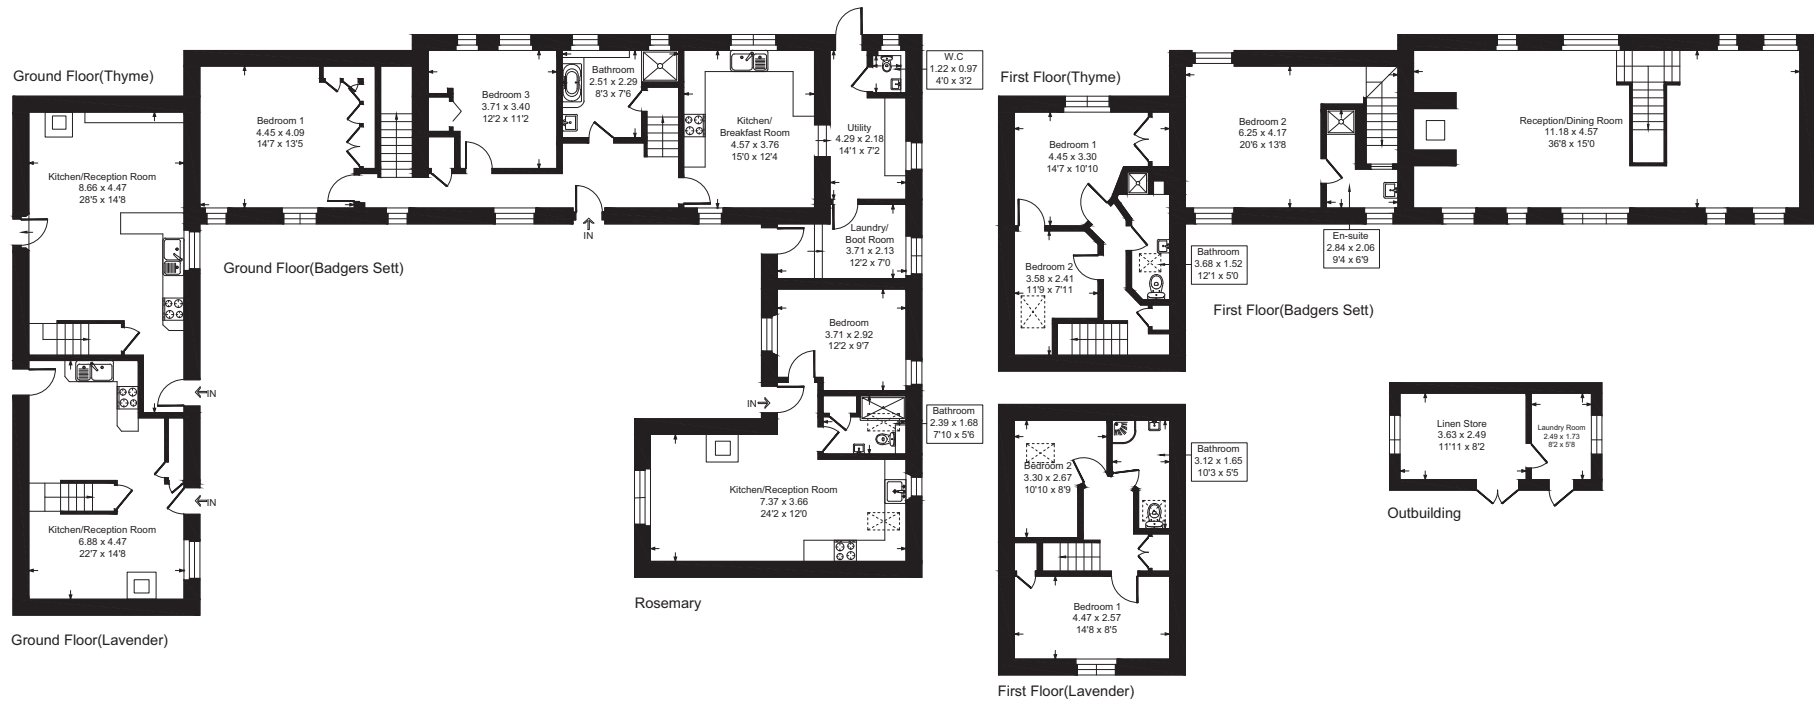 Ground Floor(Thyme)
Kitchen/Reception Room
8.66 x 4.47
28'5 x 14'8
IN
Bedroom 1
4.45 x 4.09
14'7 x 13'5
Bedroom 3
3.71 x 3.40
12'2 x 11'2
Bathroom
2.51 x 2.29
8'3 x 7'6
Kitchen/
Breakfast Room
4.57 x 3.76
15'0 x 12'4
W.C
1.22 x 0.97
4'0 x 3'2
Utility
4.29 x 2.18
14'1 x 7'2
IN
Laundry/
Boot Room
3.71 x 2.13
12'2 x 7'0
Ground Floor(Badgers Sett)
Bedroom
3.71 x 2.92
12'2 x 9'7
IN
Bathroom
2.39 x 1.68
7'10 x 5'6
Kitchen/Reception Room
7.37 x 3.66
24'2 x 12'0
Rosemary
IN
Kitchen/Reception Room
6.88 x 4.47
22'7 x 14'8
Ground Floor(Lavender)
First Floor(Thyme)
Bedroom 1
4.45 x 3.30
14'7 x 10'10
Bedroom 2
3.58 x 2.41
11'9 x 7'11
Bathroom
3.68 x 1.52
12'1 x 5'0
Bedroom 2
6.25 x 4.17
20'6 x 13'8
En-suite
2.84 x 2.06
9'4 x 6'9
Reception/Dining Room
11.18 x 4.57
36'8 x 15'0
First Floor(Badgers Sett)
Bedroom 2
3.30 x 2.67
10'10 x 8'9
Bathroom
3.12 x 1.65
10'3 x 5'5
Bedroom 1
4.47 x 2.57
14'8 x 8'5
First Floor(Lavender)
Linen Store
3.63 x 2.49
11'11 x 8'2
Laundry Room
2.49 x 1.73
8'2 x 5'8
Outbuilding